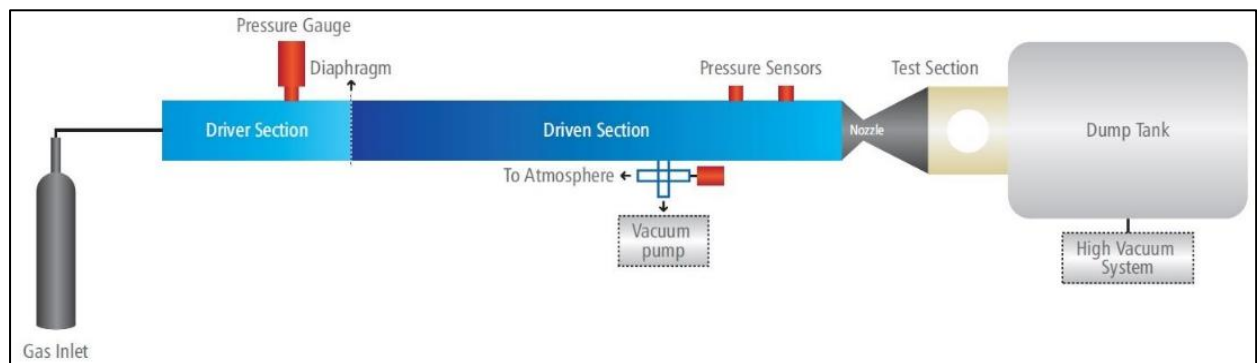 Pressure Gauge
Diaphragm
Pressure Sensors
Test Section
Driver Section
Driven Section
Nozzle
Dump Tank
To Atmosphere
Vacuum
pump
High Vacuum
System
Gas Inlet